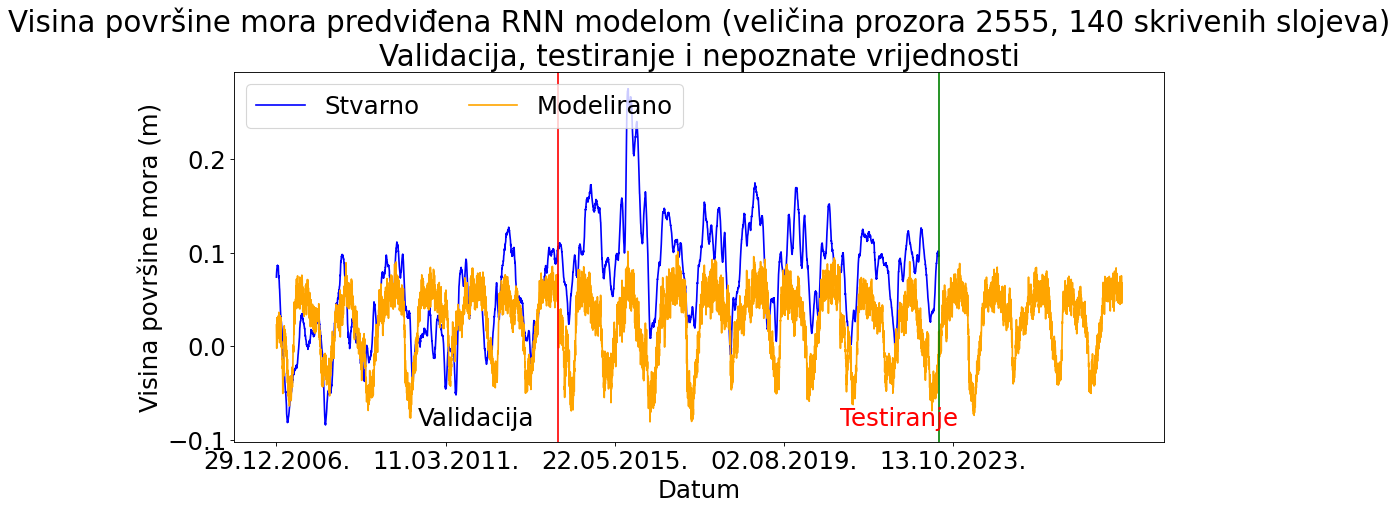 Visina površine mora predviđena RNN modelom (veličina prozora 2555, 140 skrivenih slojeva)
Validacija, testiranje i nepoznate vrijednosti
Stvarno
Modelirano
Visina površine mora (m)
0.2
0.1
0.0
−0.1
Validacija
Testiranje
29.12.2006.
11.03.2011.
22.05.2015.
02.08.2019.
13.10.2023.
Datum